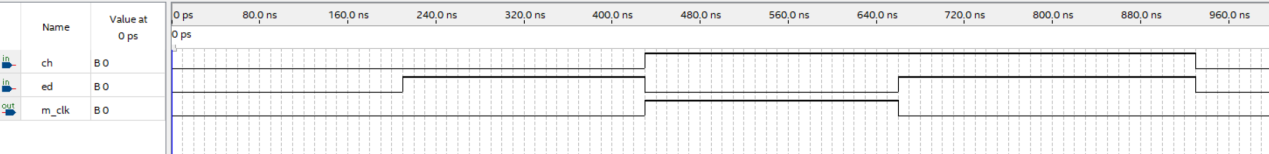 Name Value at 0 ps
0 ps 80.0 ns 160.0 ns 240.0 ns 320.0 ns 400.0 ns 480.0 ns 560.0 ns 640.0 ns 720.0 ns 800.0 ns 880.0 ns 960.0 ns
0 ps
in ch B 0
in ed B 0
out m_clk B 0